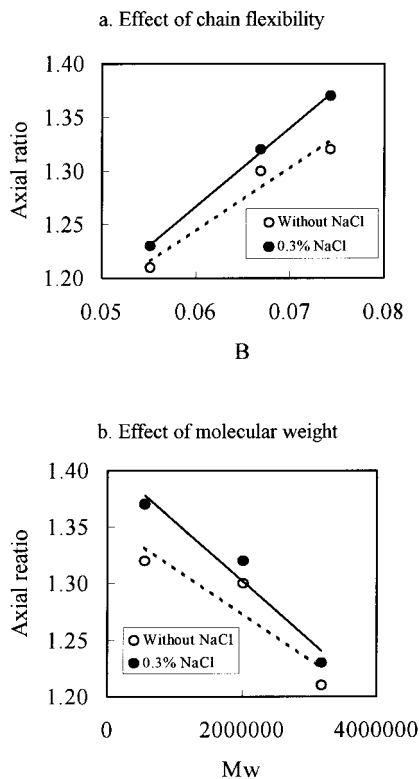 a. Effect of chain flexibility
1.40
1.35
1.30
1.25
1.20
Axial ratio
Without NaCl
0.3% NaCl
0.05
0.06
0.07
0.08
B
b. Effect of molecular weight
1.40
1.35
1.30
1.25
1.20
Axial reatio
Without NaCl
0.3% NaCl
0
2000000
4000000
Mw